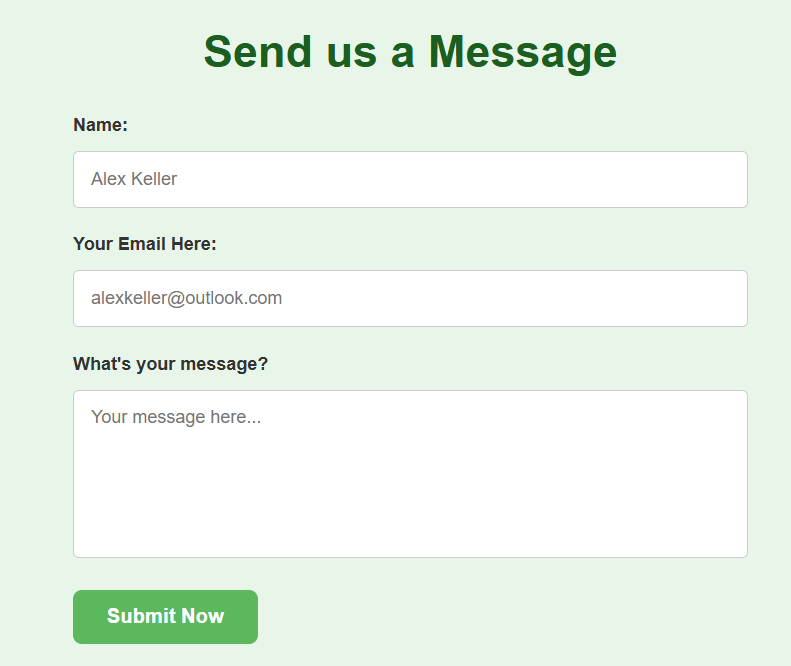 Send us a Message
Name:
Alex Keller
Your Email Here:
alexkeller@outlook.com
What's your message?
Your message here...
Submit Now